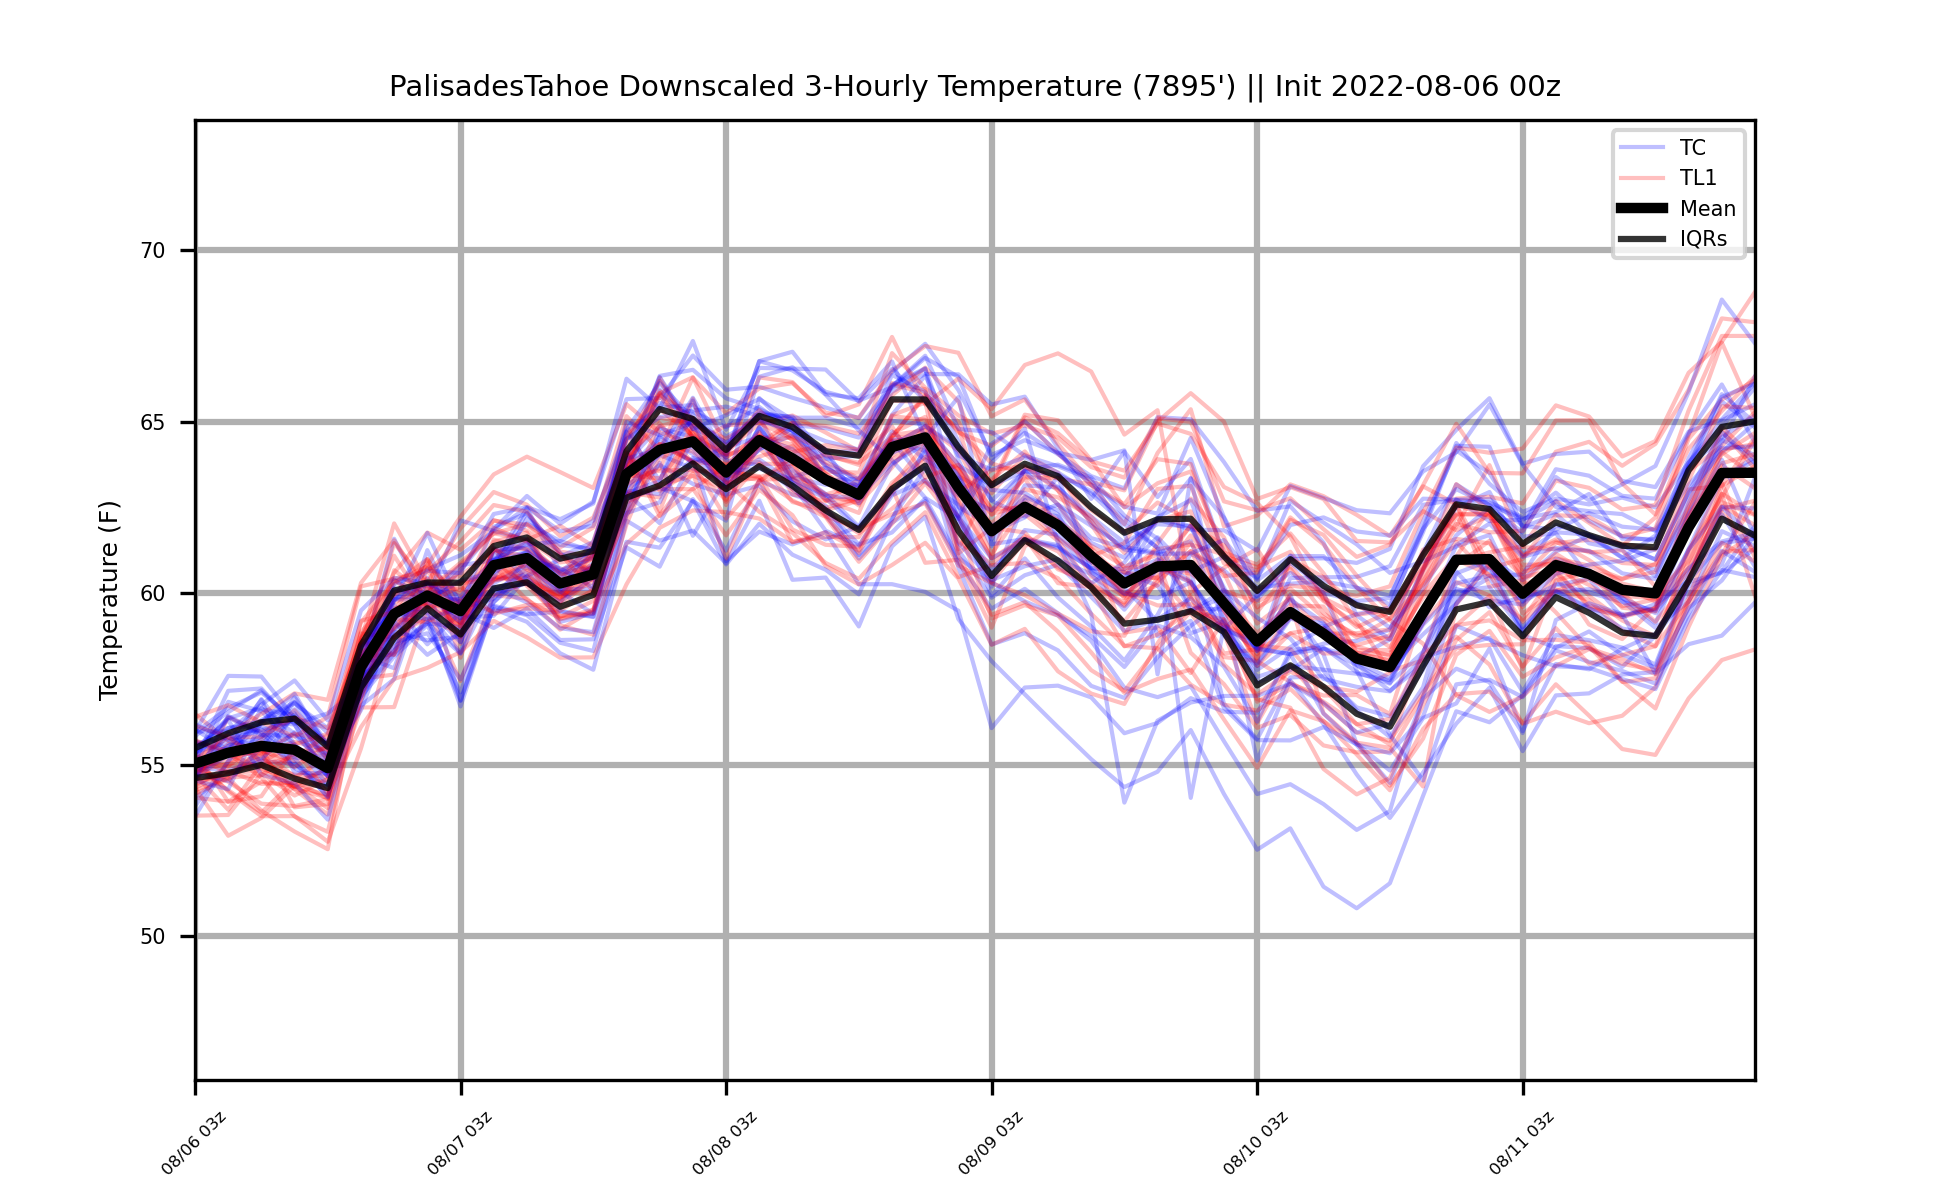 PalisadesTahoe Downscaled 3-Hourly Temperature (7895') || Init 2022-08-06 00z
TC
TL1
Mean
IQRs
Temperature (F)
70
65
60
55
50
08/06 03z
08/07 03z
08/08 03z
08/09 03z
08/10 03z
08/11 03z